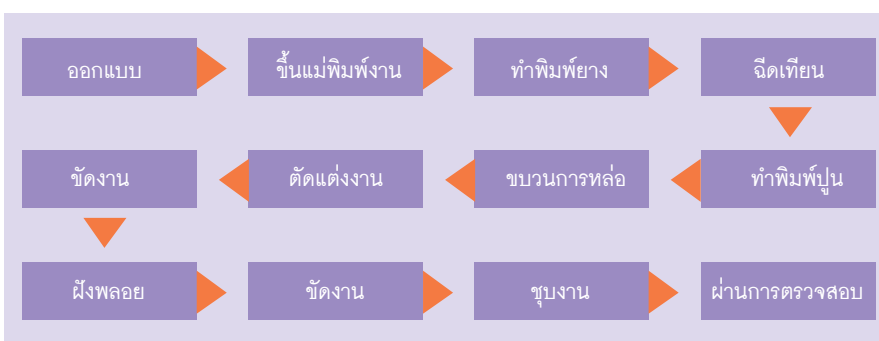 ออกแบบ
ขึ้นแม่พิมพ์งาน
ทำพิมพ์ยาง
ฉีดเทียน
ทำพิมพ์ปูน
ขบวนการหล่อ
ตัดแต่งงาน
ขัดงาน
ฝังพลอย
ขัดงาน
ชุบงาน
ผ่านการตรวจสอบ